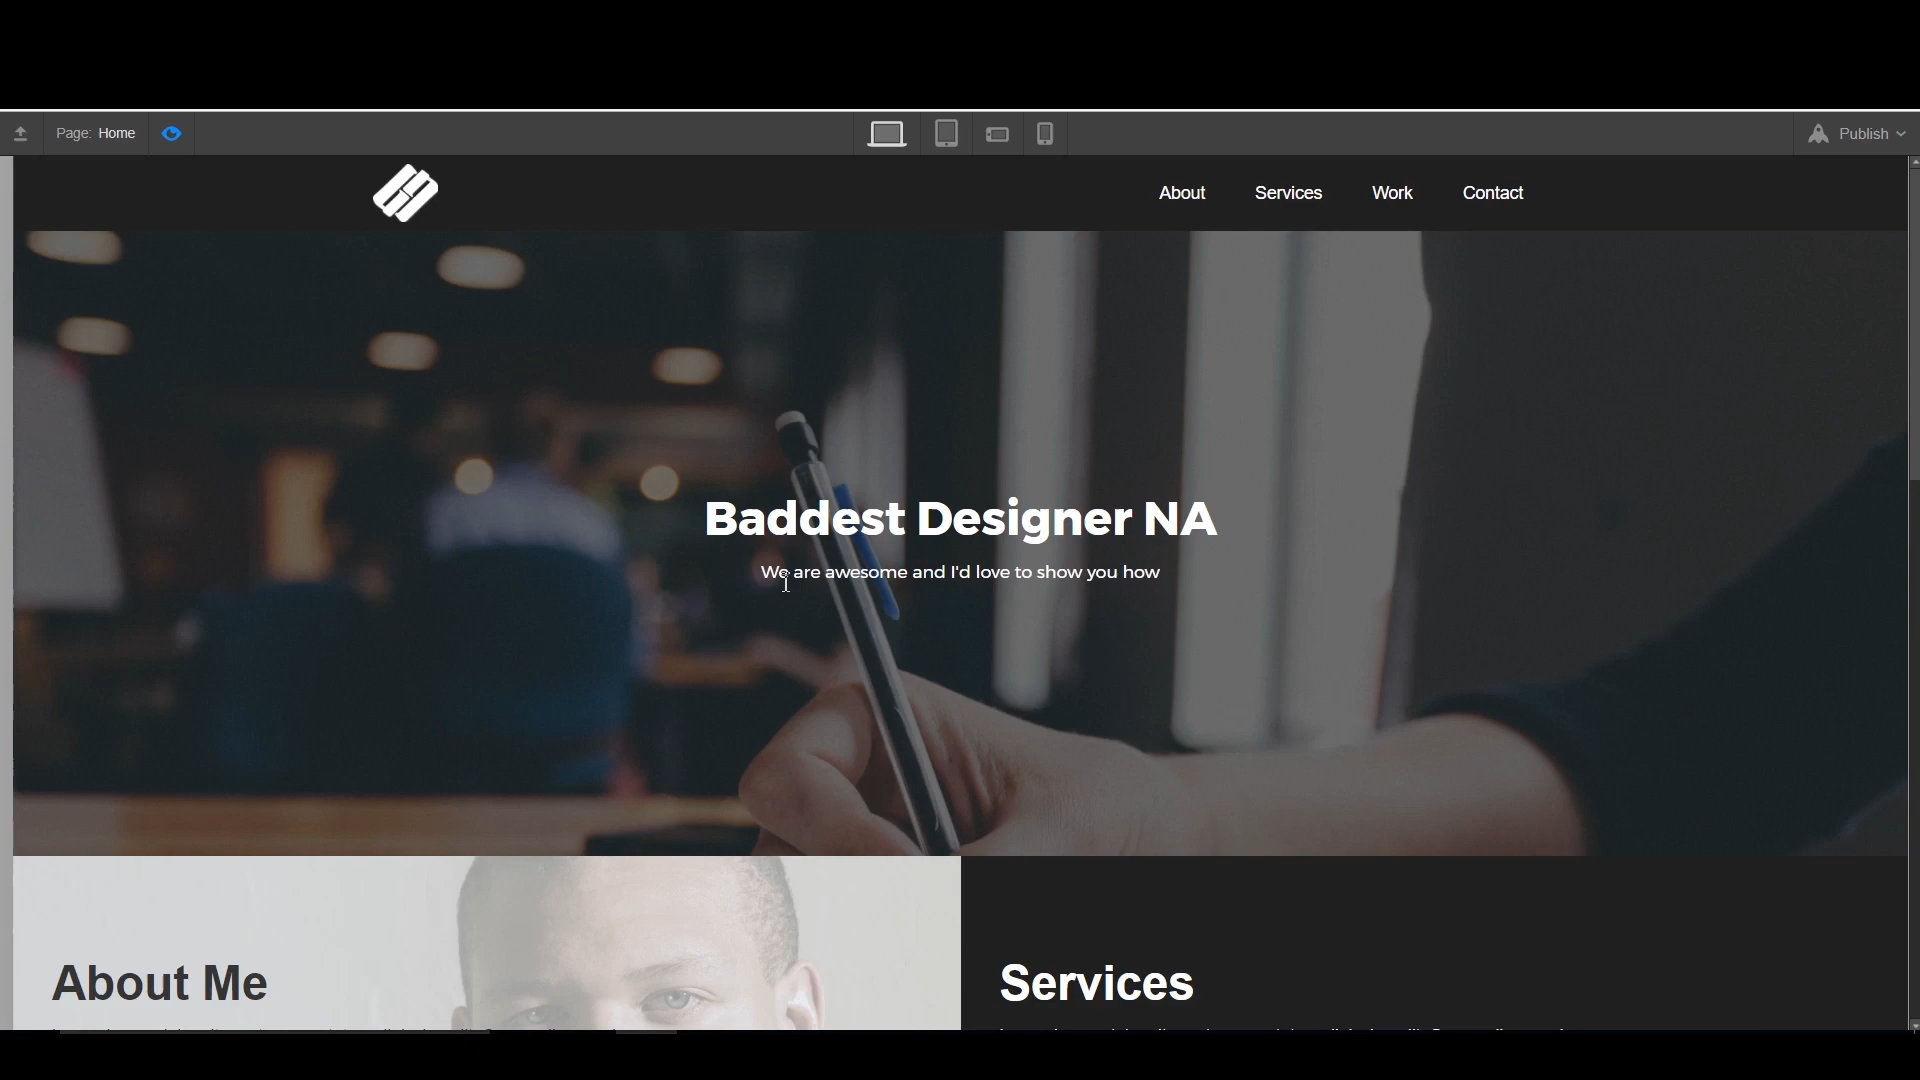 Page: Home
Publish
About Services Work Contact
Baddest Designer NA
We are awesome and I'd love to show you how
About Me
Services